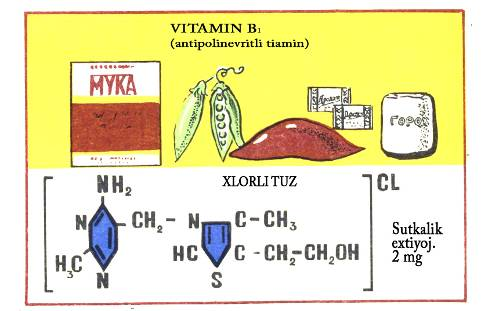 VITAMIN B₁
(antipolinevritli tiamin)
МУКА
Горох
XLORLI TUZ
CL
NH₂
N
CH₂ –
N
C–CH₃
H₃C
N
HC
C –CH₂–CH₂OH
S
Sutkalik
extiyoj.
2 mg